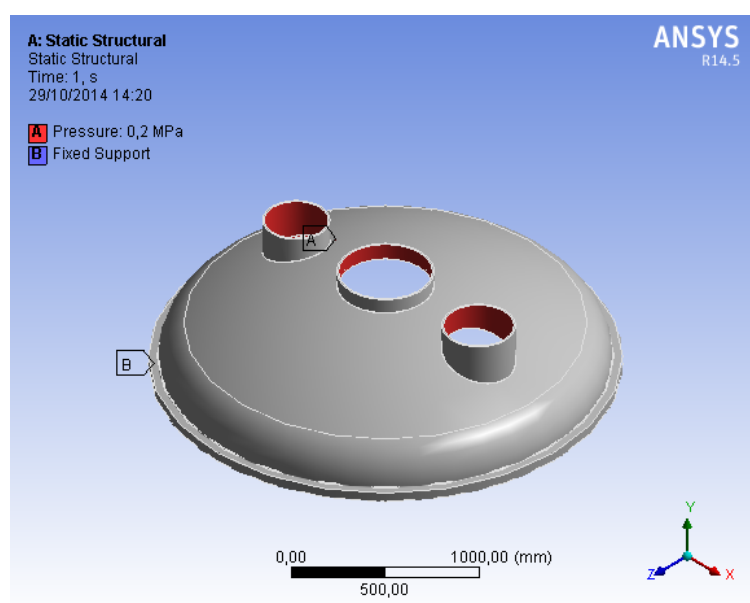 A: Static Structural
Static Structural
Time: 1, s
29/10/2014 14:20
A Pressure: 0,2 MPa
B Fixed Support
ANSYS
R14.5
A
B
0,00 1000,00 (mm)
500,00
Y
Z X